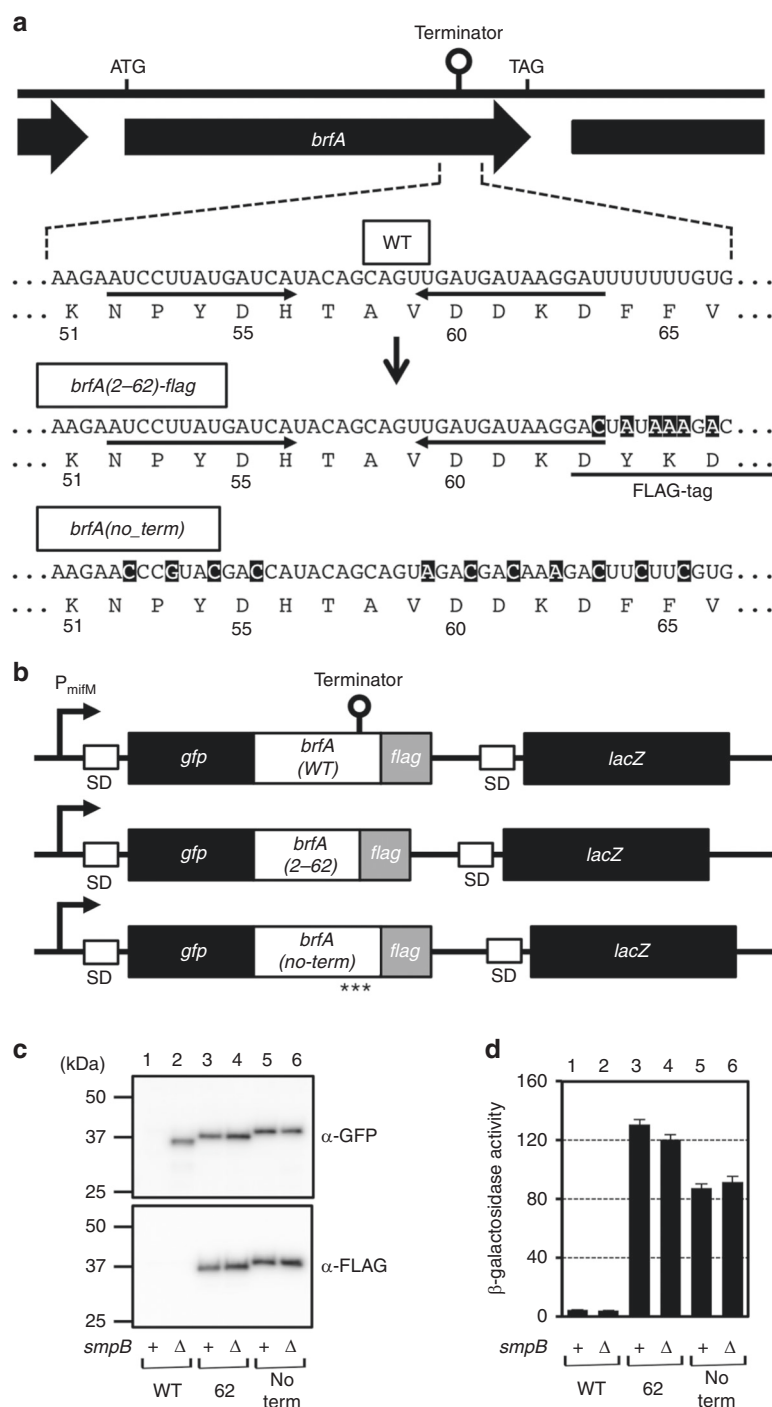 a
Terminator
ATG
TAG
brfA
WT
...AAGAAUCCUUAUGAUCAUACAGCAGUUGAUGAUAAGGAUUUUUUUGUG...
... K N P Y D H T A V D D K D F F V ...
51 55 60 65
brfA(2–62)-flag
...AAGAAUCCUUAUGAUCAUACAGCAGUUGAUGAUAAGGACUAUAAAGAC...
... K N P Y D H T A V D D K D Y K D ...
51 55 60
FLAG-tag
brfA(no_term)
...AAGAACCCGUACGACCAUACAGCAGUAGACGACAAAGACUUCUUCGUG...
... K N P Y D H T A V D D K D F F V ...
51 55 60 65
b
PmifM
Terminator
SD
gfp
brfA
(WT)
flag
SD
lacZ
SD
gfp
brfA
(2–62)
flag
SD
lacZ
SD
gfp
brfA
(no-term)
flag
SD
lacZ
***
c
(kDa) 1 2 3 4 5 6
50
37
25
α-GFP
50
37
25
α-FLAG
smpB + Δ + Δ + Δ
WT 62 No
term
d
1 2 3 4 5 6
β-galactosidase activity
160
120
80
40
0
+ Δ + Δ + Δ
WT 62 No
term